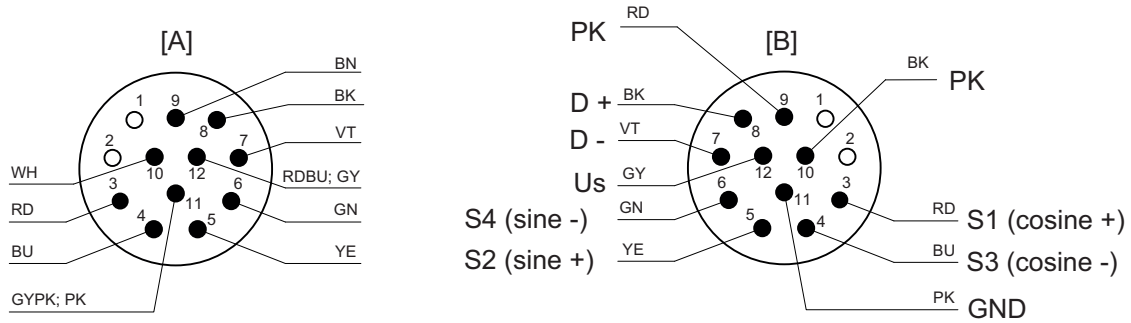 [A]
BN
BK
VT
RDBU; GY
GN
YE
WH
RD
BU
GYPK; PK
1
9
8
2
7
10
12
3
6
11
4
5
[B]
RD
PK
BK
PK
D + BK
D - VT
Us GY
S4 (sine -) GN
S2 (sine +) YE
RD S1 (cosine +)
BU S3 (cosine -)
PK GND
9
1
8
7
2
12
10
6
3
11
5
4